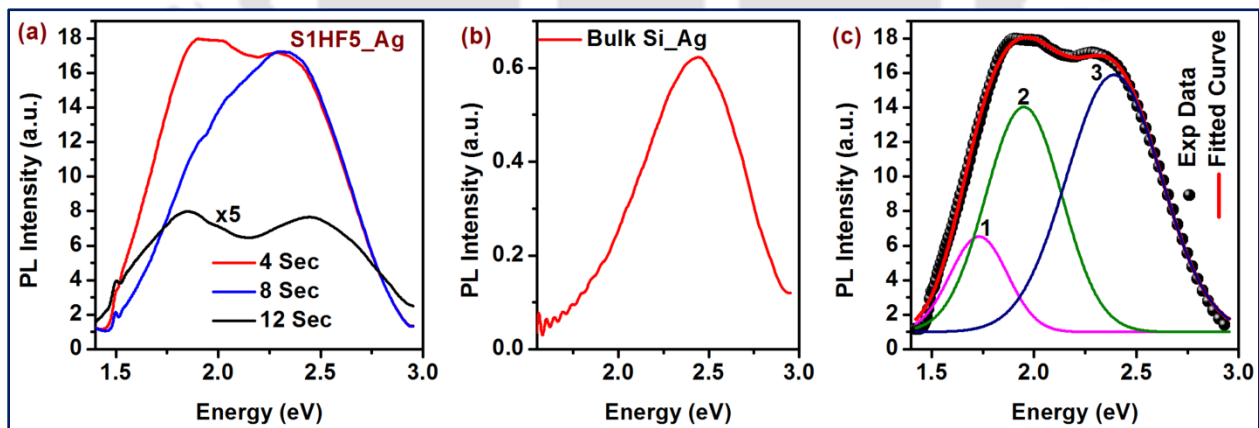 (a)
S1HF5_Ag
18
16
14
12
10
8
6
4
2
0
PL Intensity (a.u.)
x5
4 Sec
8 Sec
12 Sec
1.5 2.0 2.5 3.0
Energy (eV)
(b)
Bulk Si_Ag
0.6
0.4
0.2
0.0
PL Intensity (a.u.)
2.0 2.5 3.0
Energy (eV)
(c)
18
16
14
12
10
8
6
4
2
0
PL Intensity (a.u.)
1
2
3
Exp Data
Fitted Curve
1.5 2.0 2.5 3.0
Energy (eV)